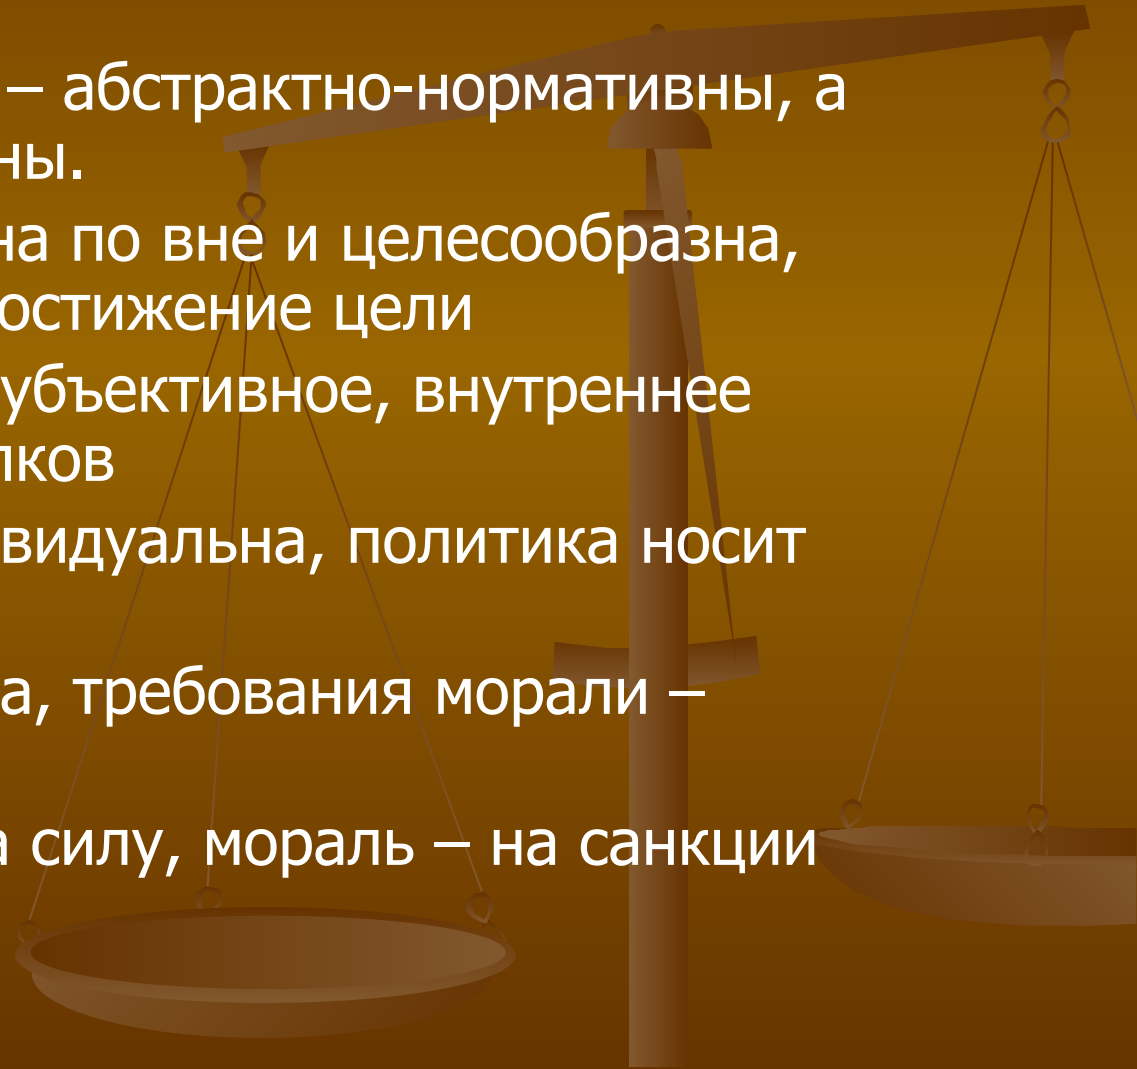 – абстрактно-нормативны, а
ны.
на по вне и целесообразна,
остижение цели
убъективное, внутреннее
пков
видуальна, политика носит
а, требования морали –
а силу, мораль – на санкции